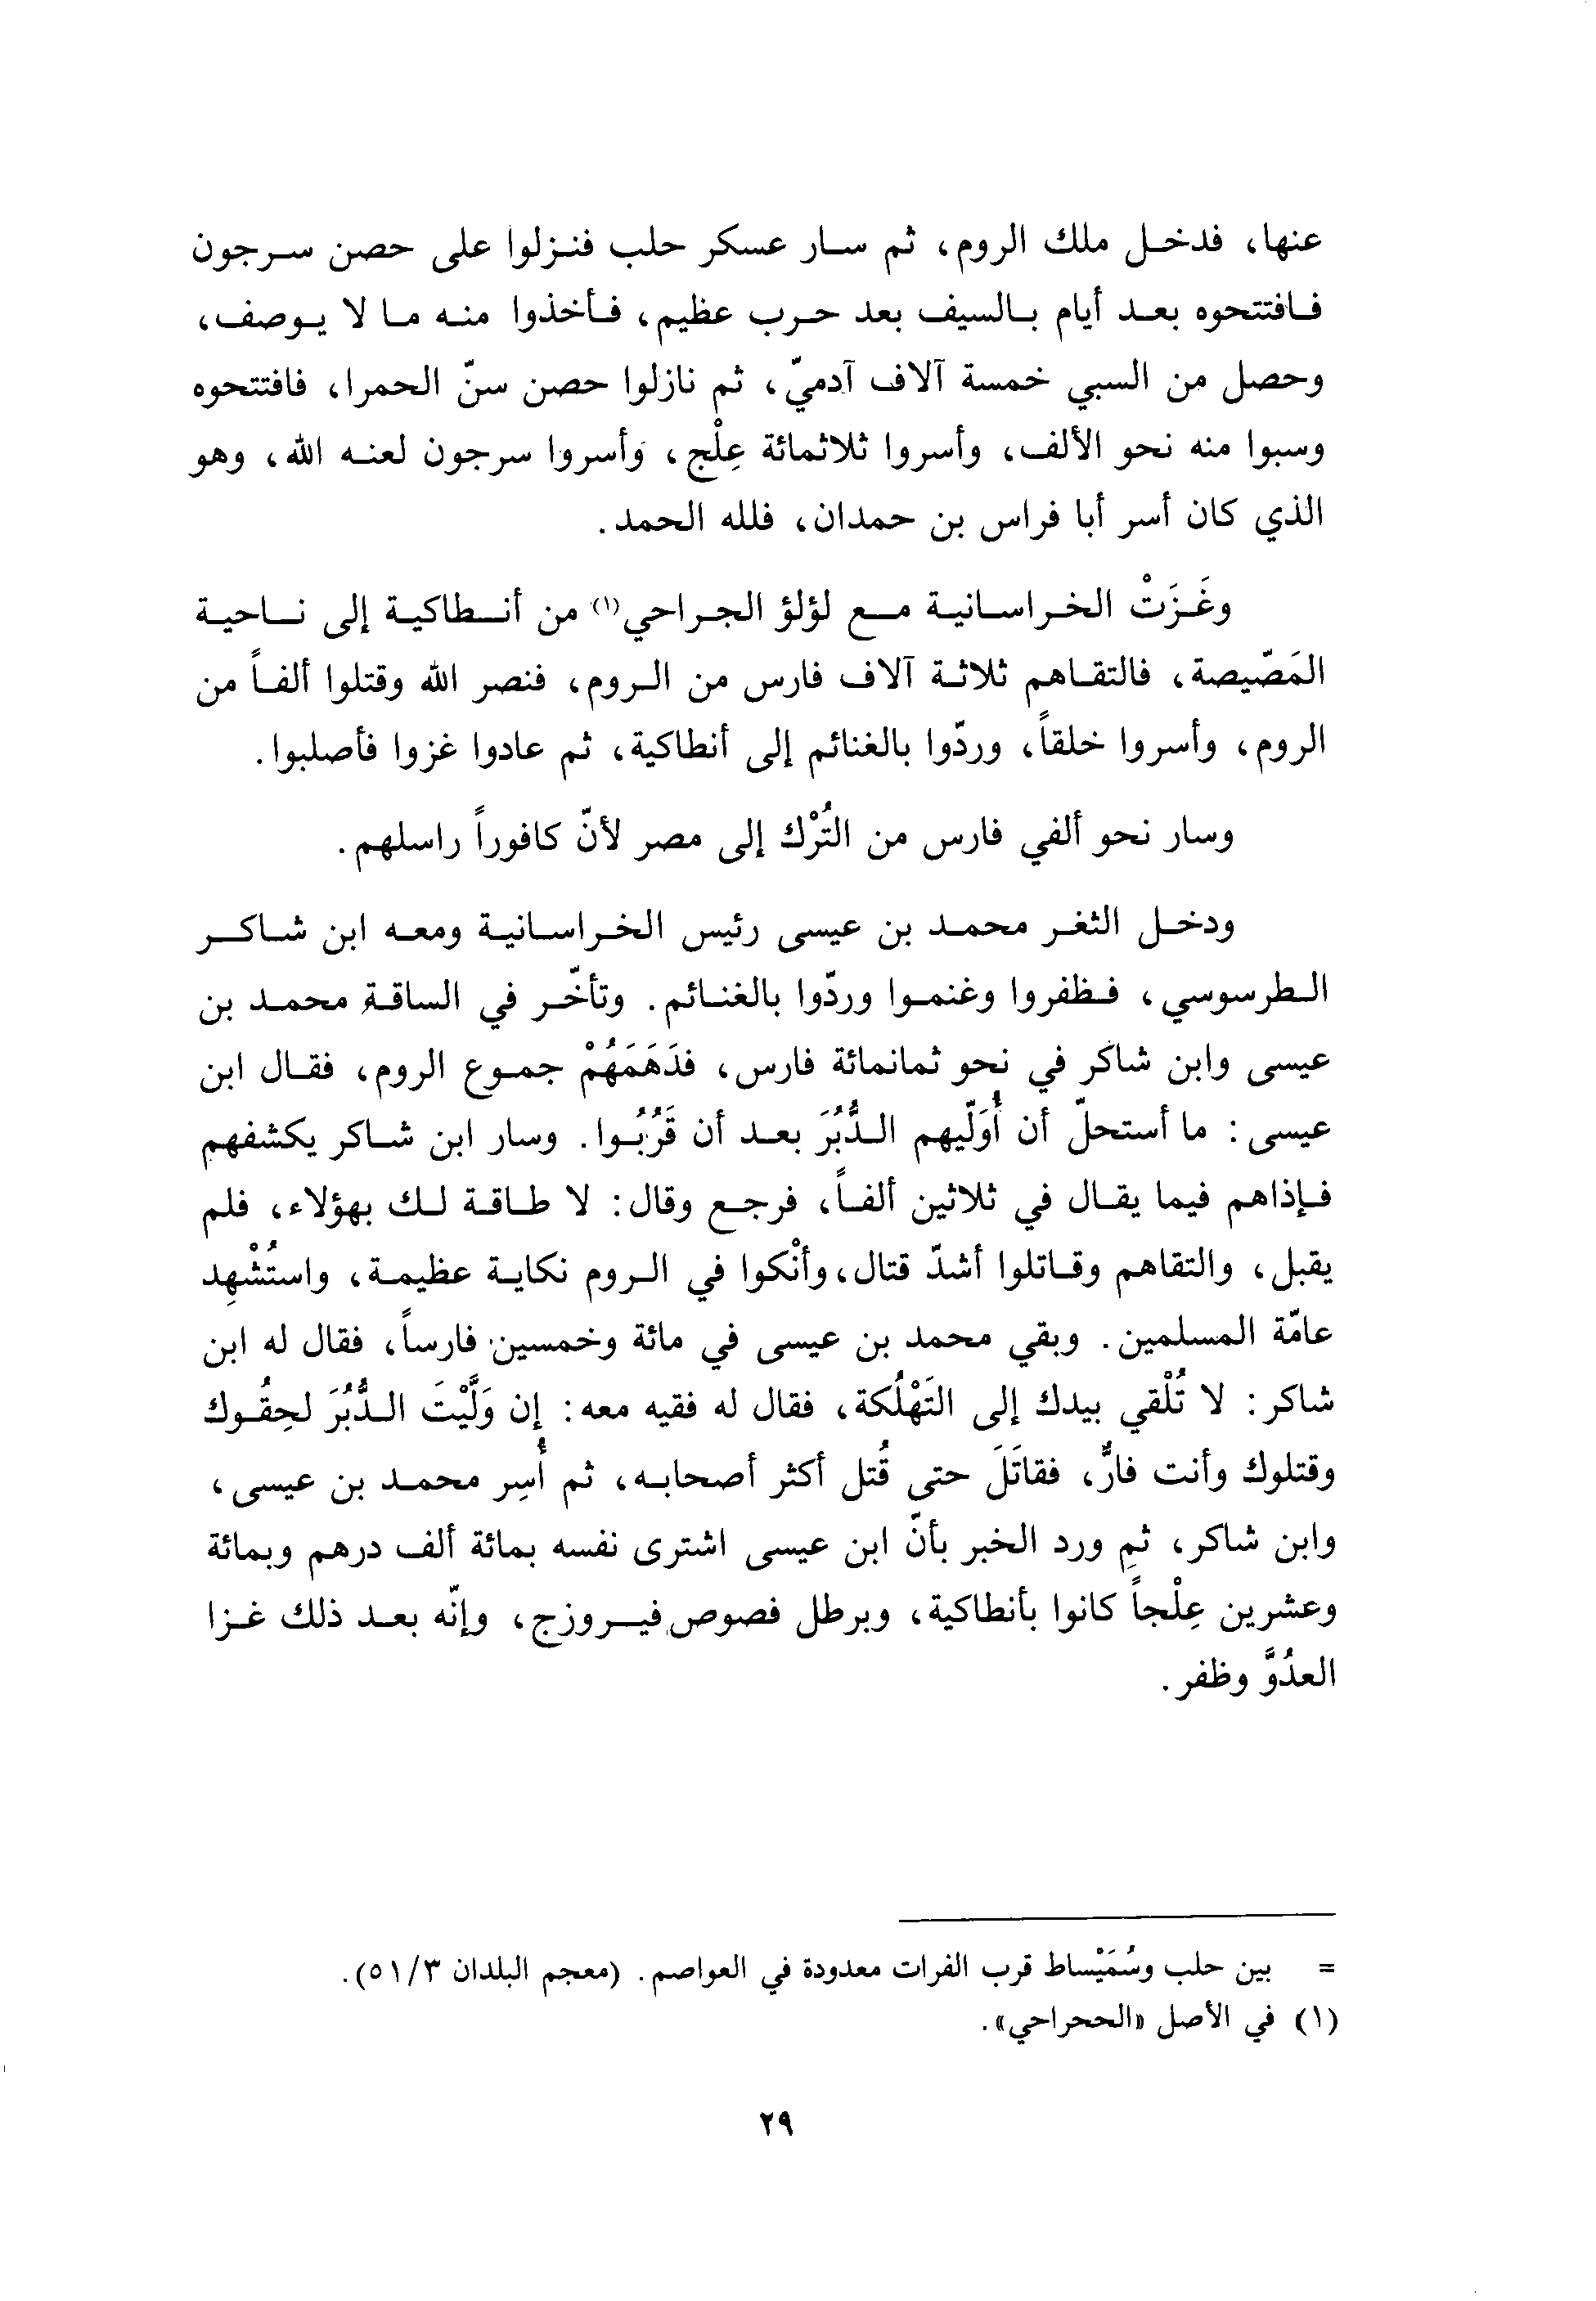 عنها، فدخل ملك الروم، ثم سار عسكر حلب فنزلوا على حصن سرجون
فافتتحوه بعد أيام بالسيف بعد حرب عظيم، فأخذوا منه ما لا يوصف،
وحصل من السبي خمسة آلاف آدميّ، ثم نازلوا حصن سنّ الحمرا، فافتتحوه
وسبوا منه نحو الألف، وأسروا ثلاثمائة عِلْج، وأسروا سرجون لعنه الله، وهو
الذي كان أسر أبا فراس بن حمدان، فلله الحمد.
وغَزَتْ الخراسانية مع لؤلؤ الجراحي(١) من أنطاكية إلى ناحية
المَصّيصة، فالتقاهم ثلاثة آلاف فارس من الروم، فنصر الله وقتلوا ألفاً من
الروم، وأسروا خلقاً، وردّوا بالغنائم إلى أنطاكية، ثم عادوا غزوا فأصلبوا.
وسار نحو ألفي فارس من التُرْك إلى مصر لأنّ كافوراً راسلهم.
ودخل الثغر محمد بن عيسى رئيس الخراسانية ومعه ابن شاكر
الطرسوسي، فظفروا وغنموا وردّوا بالغنائم. وتأخّر في الساقة محمد بن
عيسى وابن شاكر في نحو ثمانمائة فارس، فدَهَمَهُمْ جموع الروم، فقال ابن
عيسى: ما أستحلّ أن أُوَلّيهم الدُّبُرَ بعد أن قَرُبُوا. وسار ابن شاكر يكشفهم
فإذاهم فيما يقال في ثلاثين ألفاً، فرجع وقال: لا طاقة لك بهؤلاء، فلم
يقبل، والتقاهم وقاتلوا أشدّ قتال، وأنْكوا في الروم نكاية عظيمة، واستُشْهِد
عامّة المسلمين. وبقي محمد بن عيسى في مائة وخمسين فارساً، فقال له ابن
شاكر: لا تُلْقي بيدك إلى التَهْلُكة، فقال له فقيه معه: إن وَلَّيْتَ الدُّبُرَ لحِقُوك
وقتلوك وأنت فارٌّ، فقاتَلَ حتى قُتل أكثر أصحابه، ثم أُسِر محمد بن عيسى،
وابن شاكر، ثم ورد الخبر بأنّ ابن عيسى اشترى نفسه بمائة ألف درهم وبمائة
وعشرين عِلْجاً كانوا بأنطاكية، وبرطل فصوص فيروزج، وإنّه بعد ذلك غزا
العدُوَّ وظفر.
= بين حلب وسُمَيْساط قرب الفرات معدودة في العواصم. (معجم البلدان ٥١/٣).
(١) في الأصل «الححراحي».
٢٩